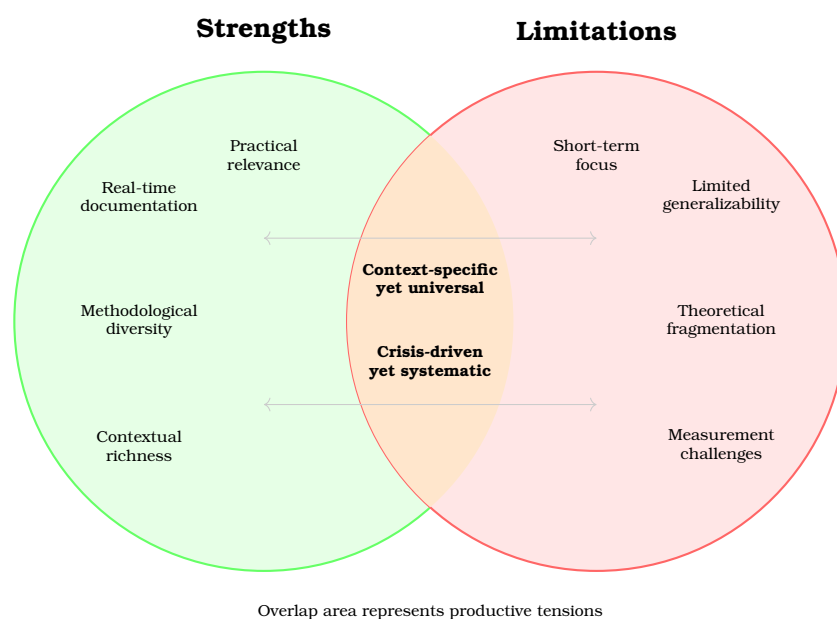 Strengths
Limitations
Practical
relevance
Short-term
focus
Real-time
documentation
Limited
generalizability
Context-specific
yet universal
Methodological
diversity
Theoretical
fragmentation
Crisis-driven
yet systematic
Contextual
richness
Measurement
challenges
Overlap area represents productive tensions